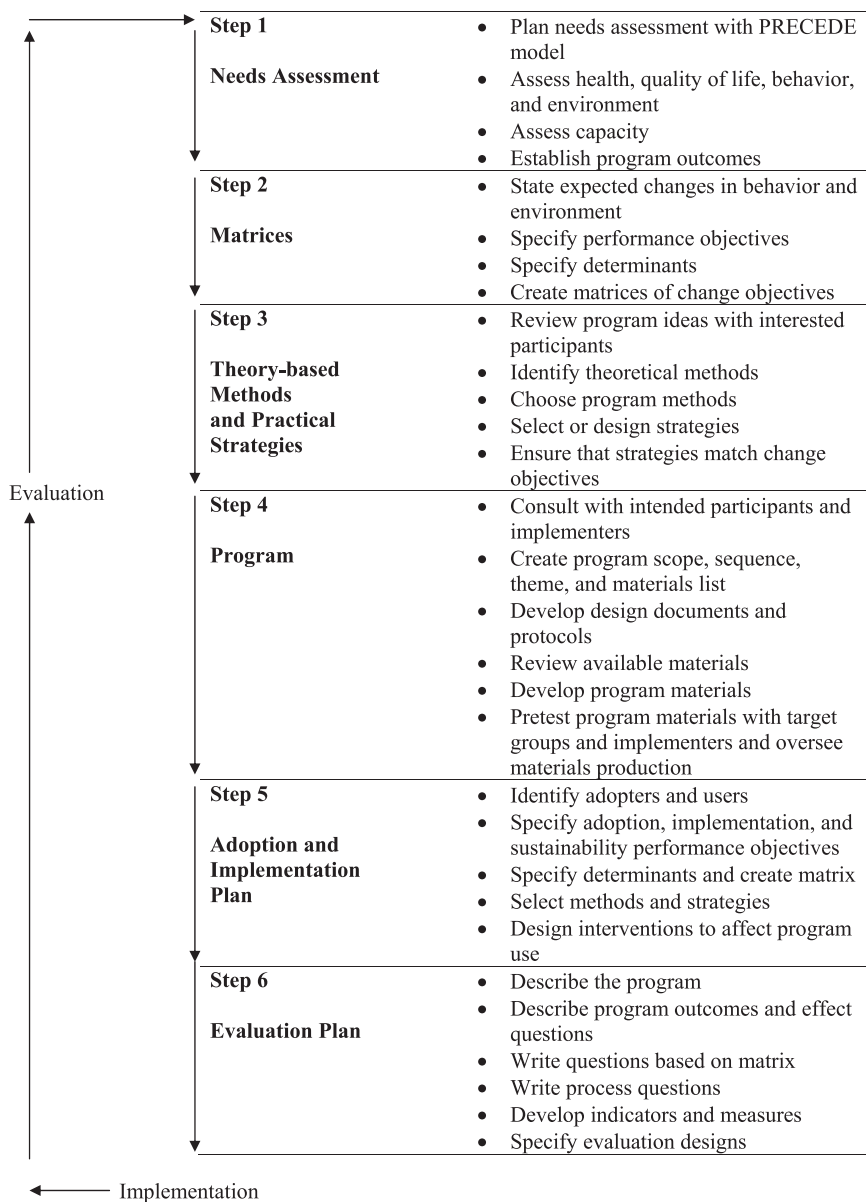 Step 1
Needs Assessment
• Plan needs assessment with PRECEDE
model
• Assess health, quality of life, behavior,
and environment
• Assess capacity
• Establish program outcomes
Step 2
Matrices
• State expected changes in behavior and
environment
• Specify performance objectives
• Specify determinants
• Create matrices of change objectives
Step 3
Theory-based
Methods
and Practical
Strategies
• Review program ideas with interested
participants
• Identify theoretical methods
• Choose program methods
• Select or design strategies
• Ensure that strategies match change
objectives
Evaluation
Step 4
Program
• Consult with intended participants and
implementers
• Create program scope, sequence,
theme, and materials list
• Develop design documents and
protocols
• Review available materials
• Develop program materials
• Pretest program materials with target
groups and implementers and oversee
materials production
Step 5
Adoption and
Implementation
Plan
• Identify adopters and users
• Specify adoption, implementation, and
sustainability performance objectives
• Specify determinants and create matrix
• Select methods and strategies
• Design interventions to affect program
use
Step 6
Evaluation Plan
• Describe the program
• Describe program outcomes and effect
questions
• Write questions based on matrix
• Write process questions
• Develop indicators and measures
• Specify evaluation designs
Implementation